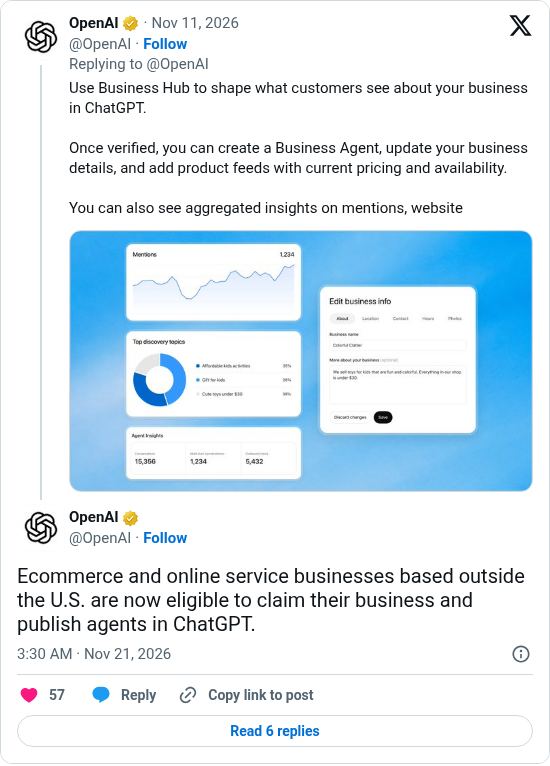 OpenAI · Nov 11, 2026
@OpenAI · Follow
Replying to @OpenAI
Use Business Hub to shape what customers see about your business
in ChatGPT.
Once verified, you can create a Business Agent, update your business
details, and add product feeds with current pricing and availability.
You can also see aggregated insights on mentions, website
Mentions 1,234
Top discovery topics
Affordable kids activities
Gift for kids
Cute toys under $30
Agent Insights
15,356 1,234 5,432
Edit business info
About Location Contact Hours Photos
Business name
Colorful Clatter
More about your business (optional)
We sell toys for kids that are fun and colorful. Everything in our shop
is under $30.
Discard changes Save
OpenAI
@OpenAI · Follow
Ecommerce and online service businesses based outside
the U.S. are now eligible to claim their business and
publish agents in ChatGPT.
3:30 AM · Nov 21, 2026
57 Reply Copy link to post
Read 6 replies